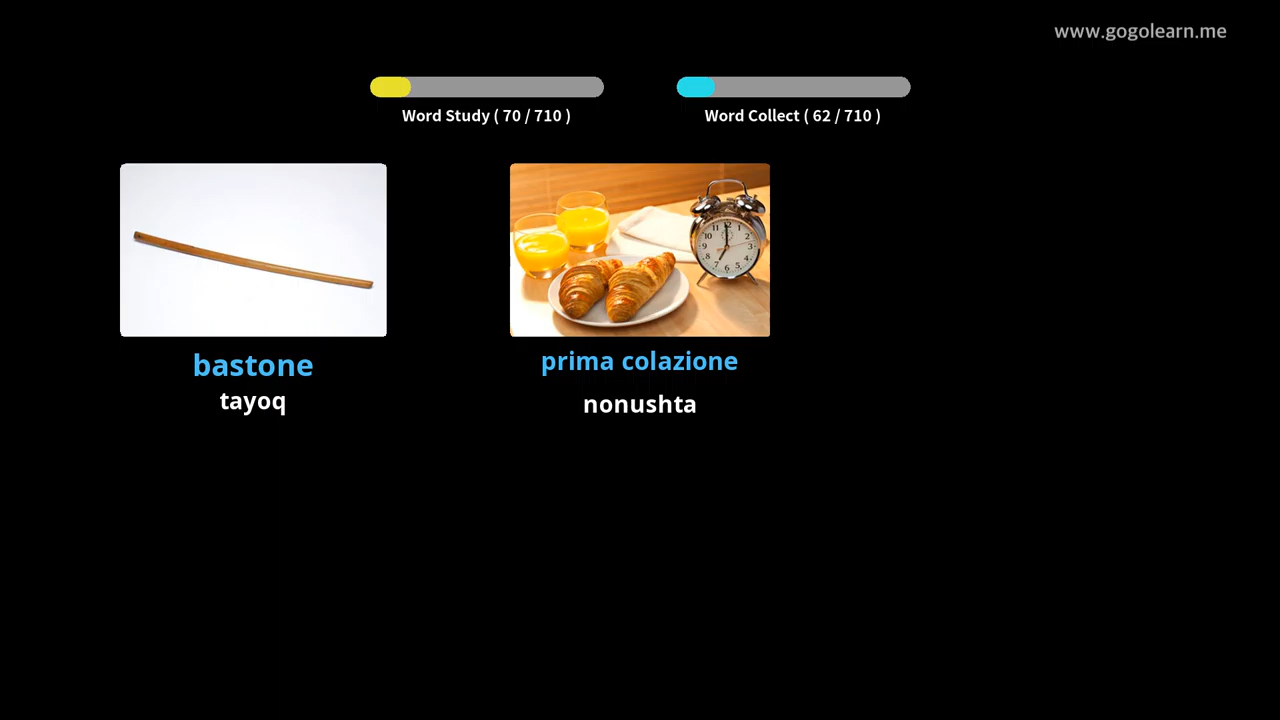 www.gogolearn.me
Word Study ( 70 / 710 )
Word Collect ( 62 / 710 )
bastone
tayoq
prima colazione
nonushta